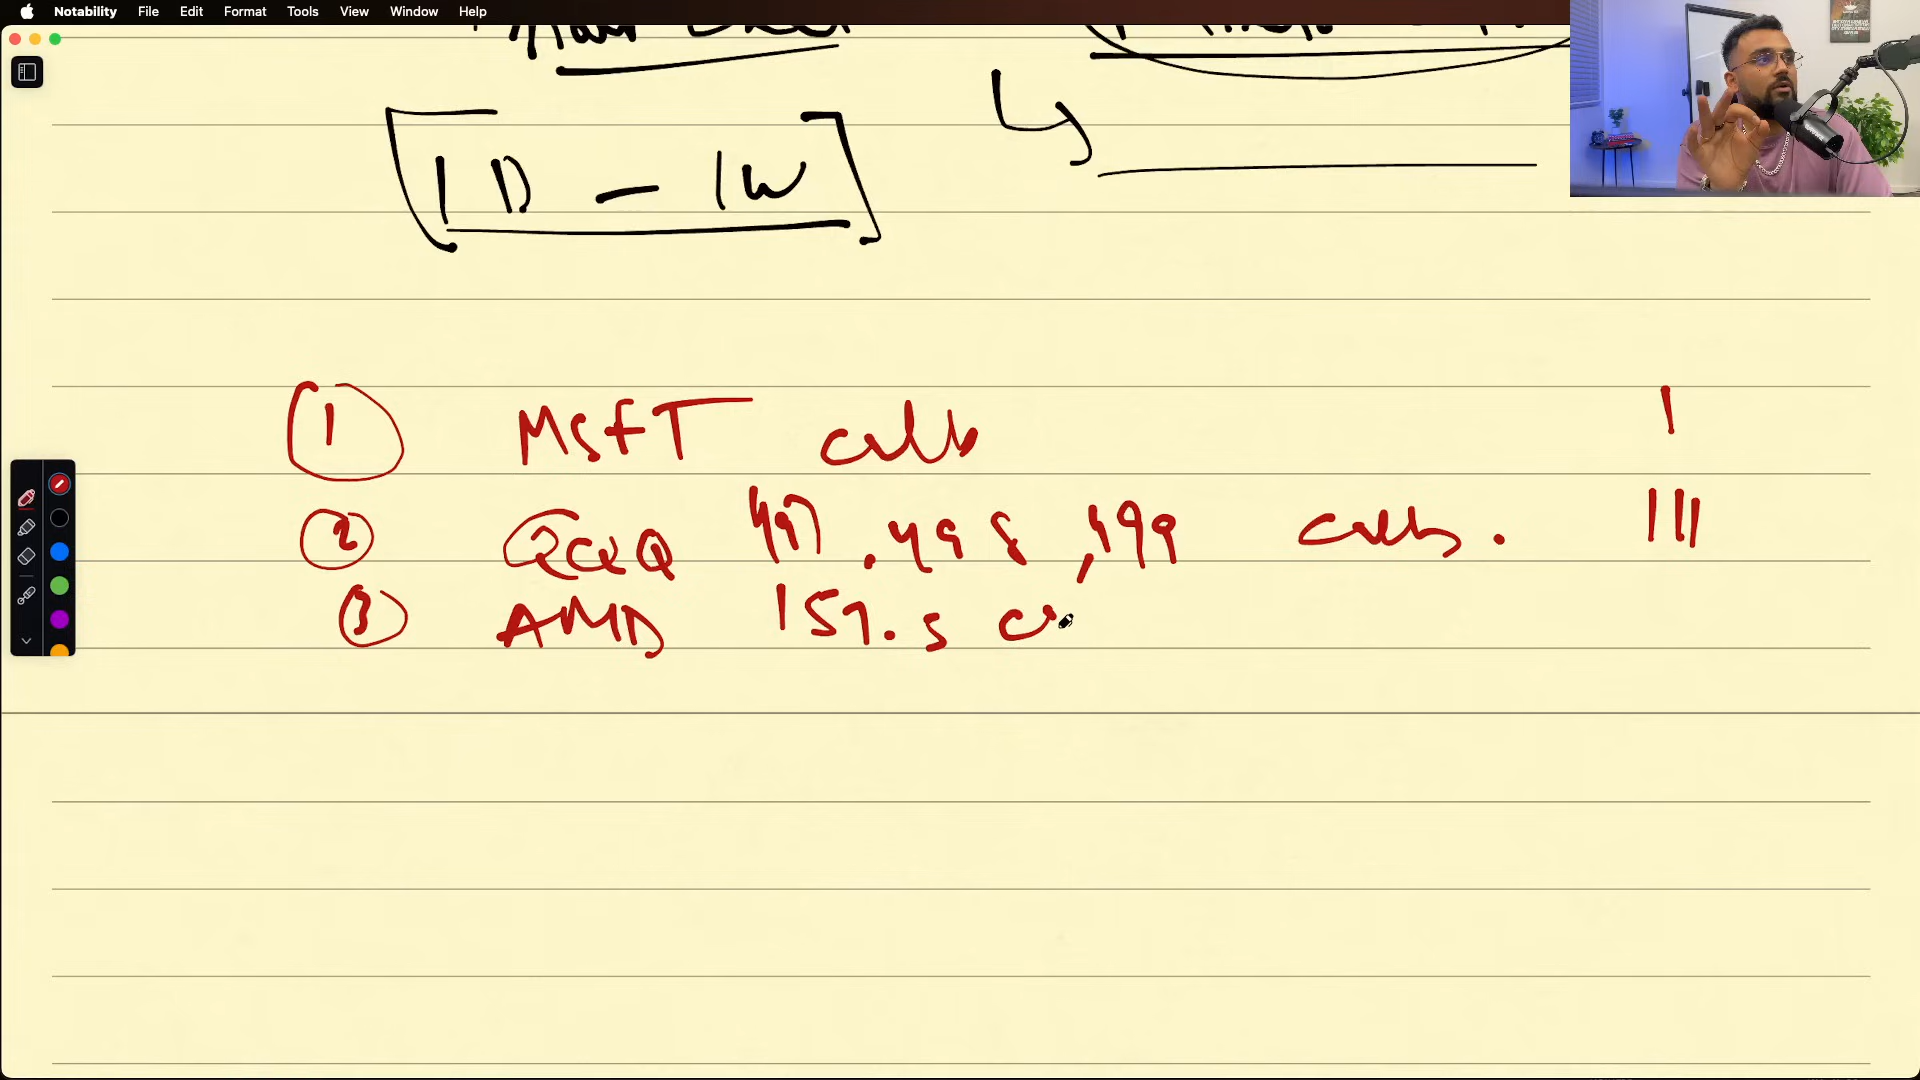 Notability File Edit Format Tools View Window Help
1D - 1W
1 MSFT calls |
2 QQQ 497, 498, 499 calls. |||
3 AMD 157.5 ca